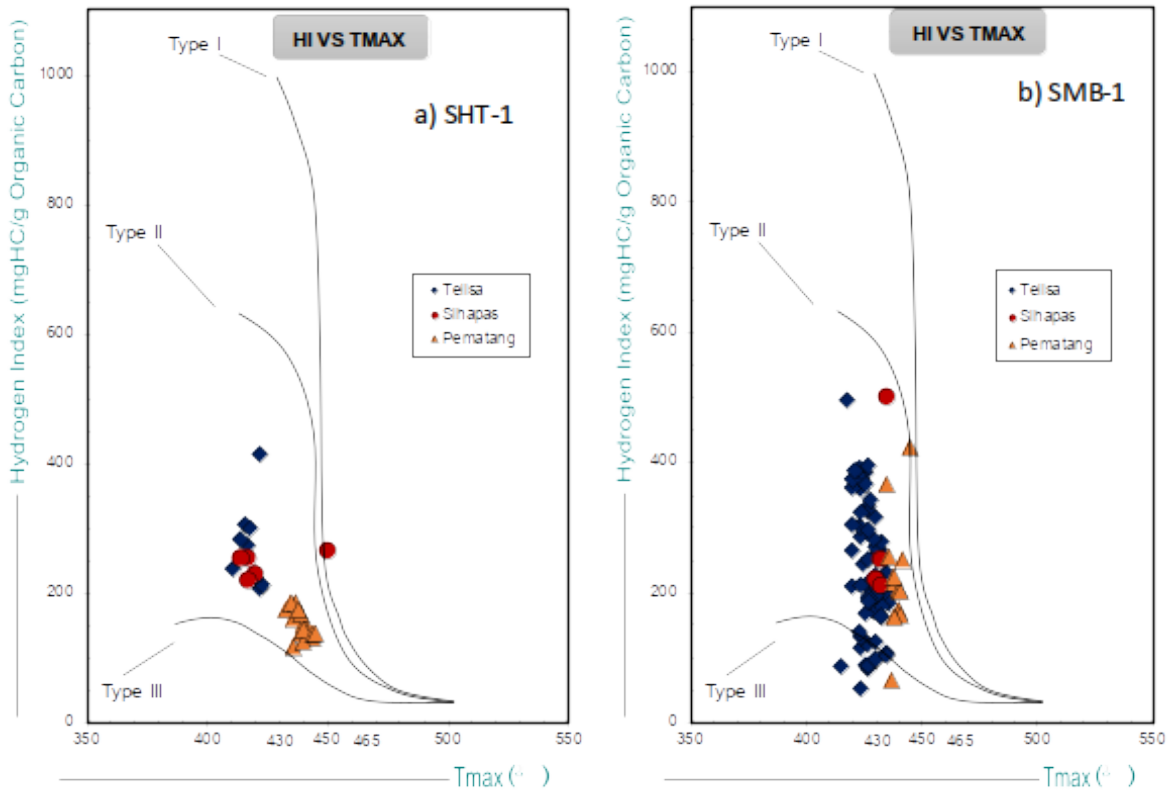 HI VS TMAX
a) SHT-1
Type I
Type II
Type III
Telisa
Sihapas
Pematang
Hydrogen Index (mgHC/g Organic Carbon)
1000
800
600
400
200
0
350
400
430
450
465
500
550
Tmax (
HI VS TMAX
b) SMB-1
Type I
Type II
Type III
Telisa
Sihapas
Pematang
Hydrogen Index (mgHC/g Organic Carbon)
1000
800
600
400
200
0
350
400
430
450
465
500
550
Tmax (